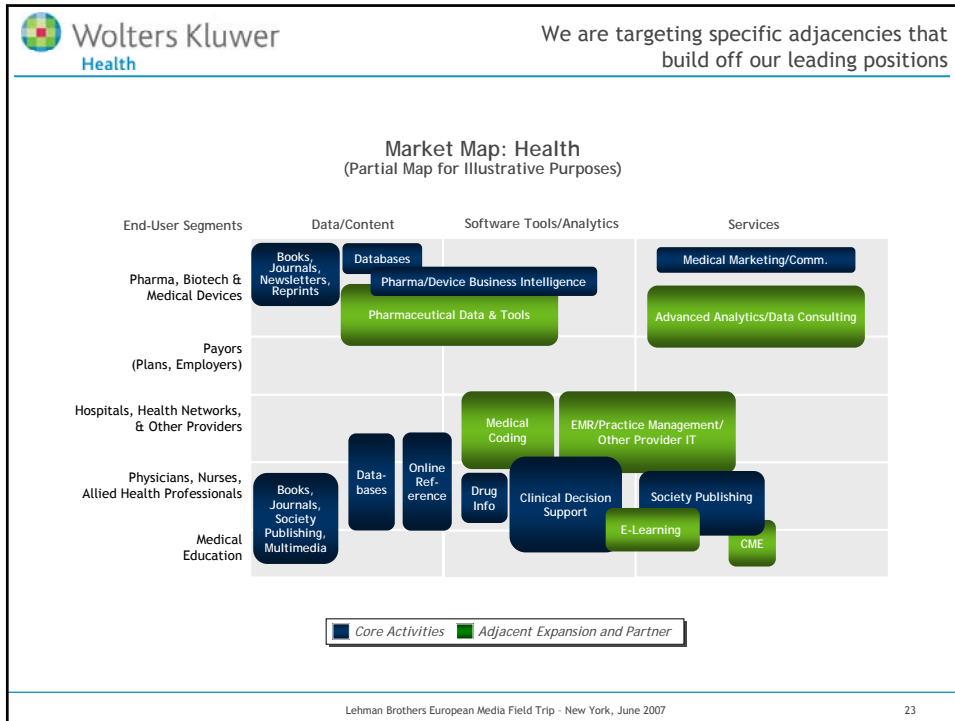 Wolters Kluwer
Health
We are targeting specific adjacencies that
build off our leading positions
Market Map: Health
(Partial Map for Illustrative Purposes)
End-User Segments
Data/Content
Software Tools/Analytics
Services
Pharma, Biotech &
Medical Devices
Books,
Journals,
Newsletters,
Reprints
Databases
Pharma/Device Business Intelligence
Pharmaceutical Data & Tools
Medical Marketing/Comm.
Advanced Analytics/Data Consulting
Payors
(Plans, Employers)
Hospitals, Health Networks,
& Other Providers
Medical
Coding
EMR/Practice Management/
Other Provider IT
Physicians, Nurses,
Allied Health Professionals
Books,
Journals,
Society
Publishing,
Multimedia
Data-
bases
Online
Ref-
erence
Drug
Info
Clinical Decision
Support
Society Publishing
E-Learning
CME
Medical
Education
Core Activities
Adjacent Expansion and Partner
Lehman Brothers European Media Field Trip - New York, June 2007
23